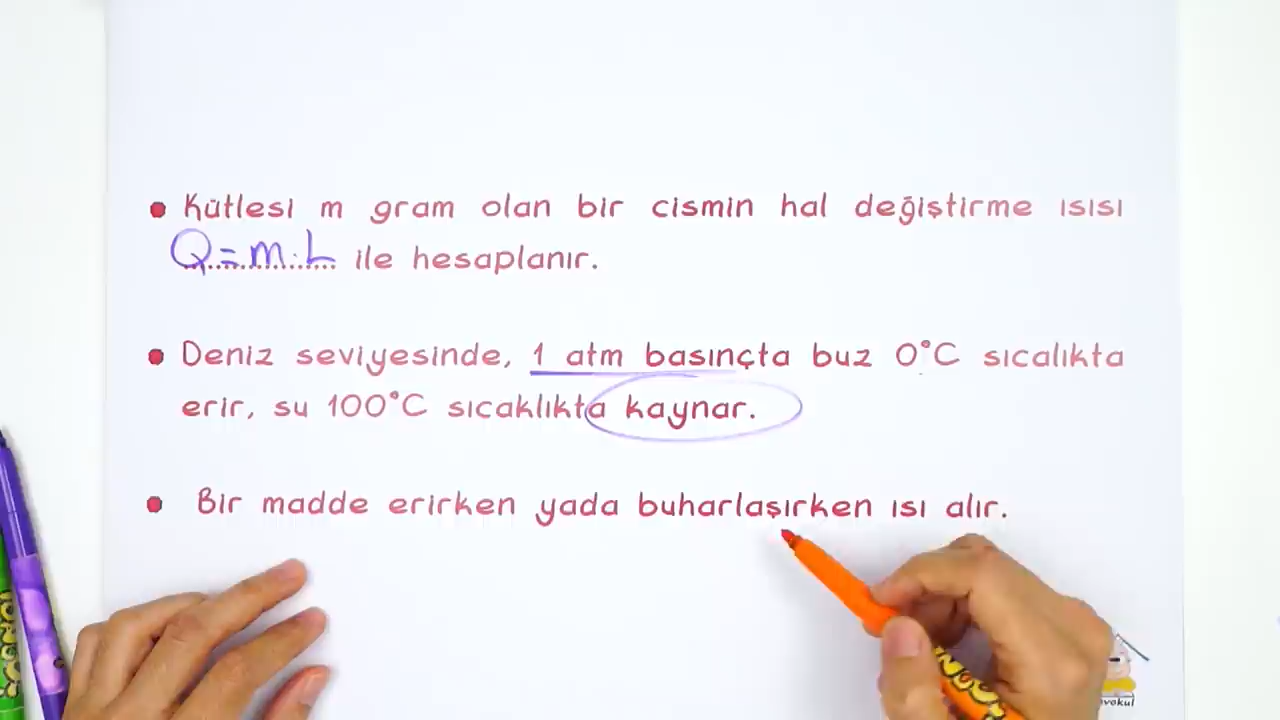 Kütlesi m gram olan bir cismin hal değiştirme ısısı
Q=m.L ile hesaplanır.
Deniz seviyesinde, 1 atm basınçta buz 0°C sıcalıkta
erir, su 100°C sıcaklıkta kaynar.
Bir madde erirken yada buharlaşırken ısı alır.